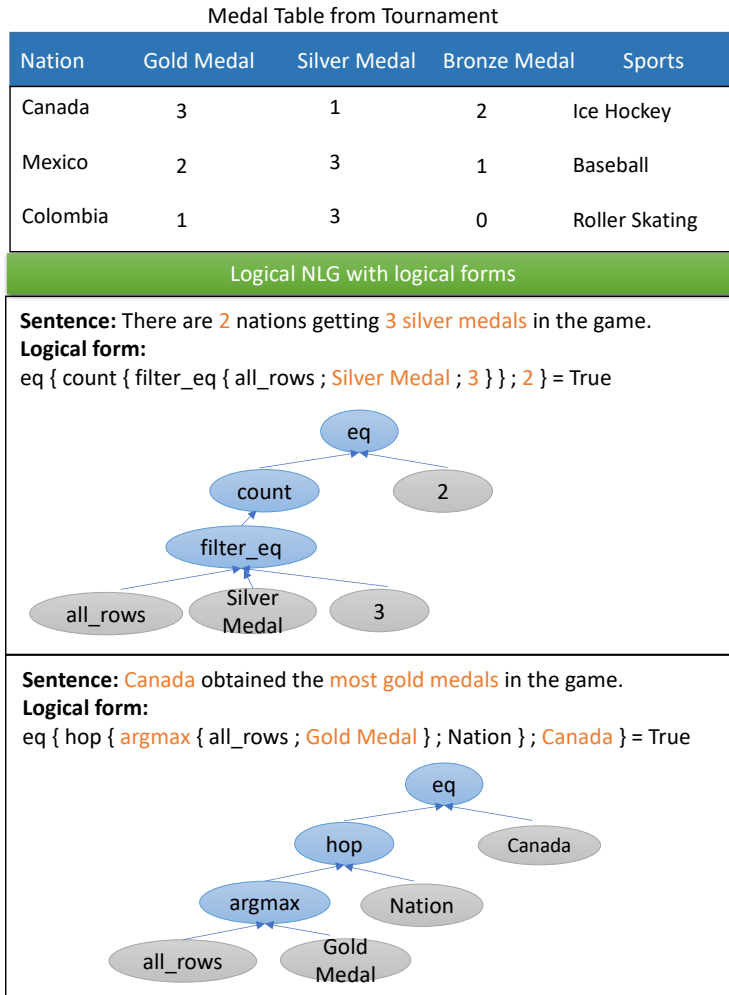 Medal Table from Tournament
Nation Gold Medal Silver Medal Bronze Medal Sports
Canada 3 1 2 Ice Hockey
Mexico 2 3 1 Baseball
Colombia 1 3 0 Roller Skating
Logical NLG with logical forms
Sentence: There are 2 nations getting 3 silver medals in the game.
Logical form:
eq { count { filter_eq { all_rows ; Silver Medal ; 3 } } ; 2 } = True
eq
count 2
filter_eq
all_rows Silver Medal 3
Sentence: Canada obtained the most gold medals in the game.
Logical form:
eq { hop { argmax { all_rows ; Gold Medal } ; Nation } ; Canada } = True
eq
hop Canada
argmax Nation
all_rows Gold Medal